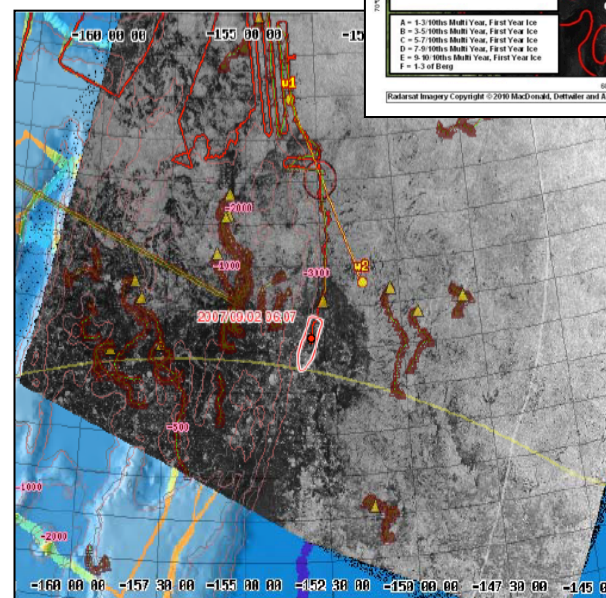 A = 1-3/10ths Multi Year, First Year Ice
B = 3-5/10ths Multi Year, First Year Ice
C = 5-7/10ths Multi Year, First Year Ice
D = 7-9/10ths Multi Year, First Year Ice
E = 9-10/10ths Multi Year, First Year Ice
F = 1-3 of Berg
Radarsat Imagery Copyright © 2010 MacDonald, Dettwiler and A
-160 00 00
-155 00
w1
-2000
-1000
-3000
w2
2007/09/02 06:07
-500
-1000
-2000
-160 00 00
-157 30 00
-155 00 00
-152 30 00
-150 00 00
-147 30 00
-145 0